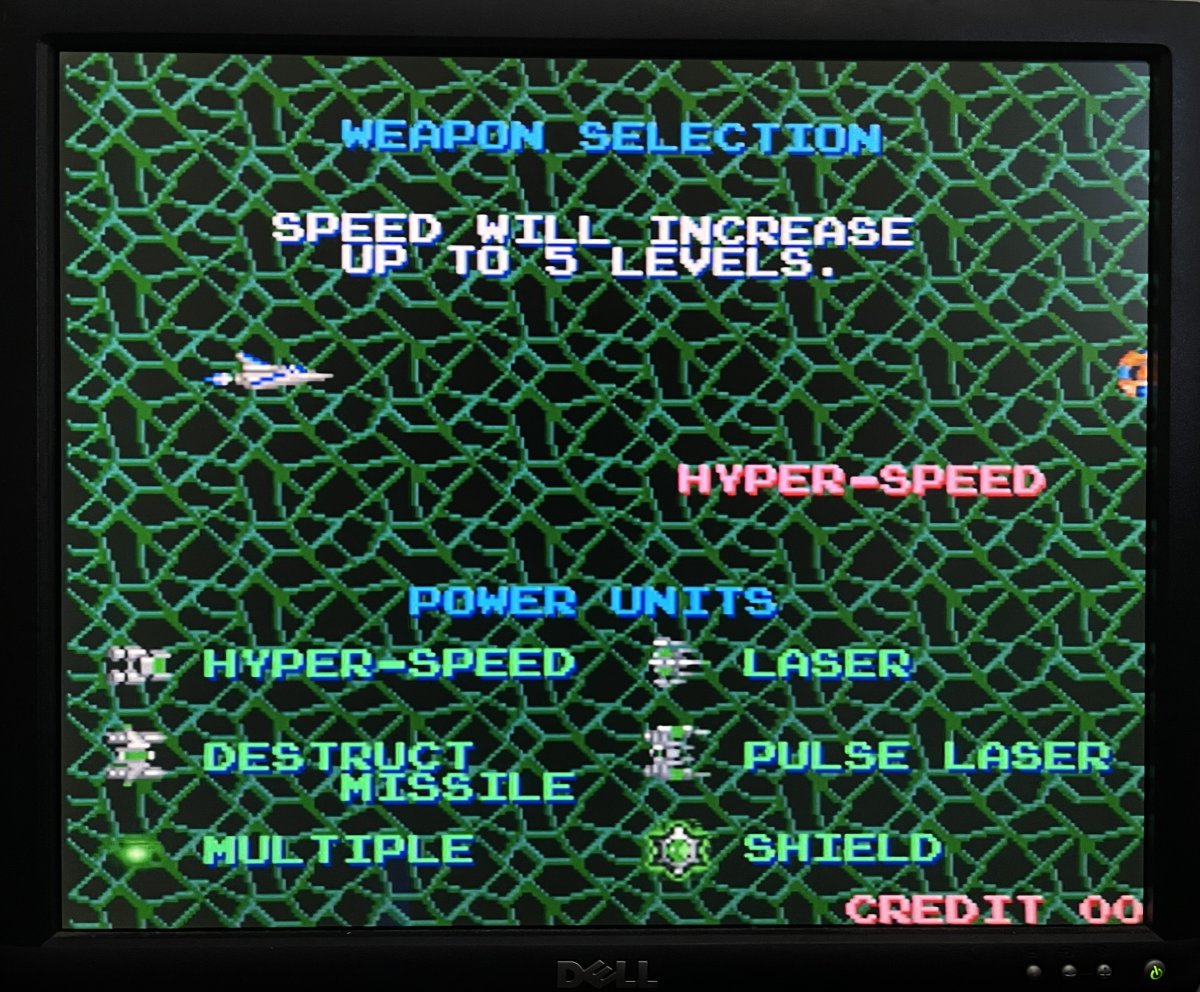 WEAPON SELECTION
SPEED WILL INCREASE
UP TO 5 LEVELS.
HYPER-SPEED
POWER UNITS
HYPER-SPEED
LASER
DESTRUCT
MISSILE
PULSE LASER
MULTIPLE
SHIELD
CREDIT 00
DELL